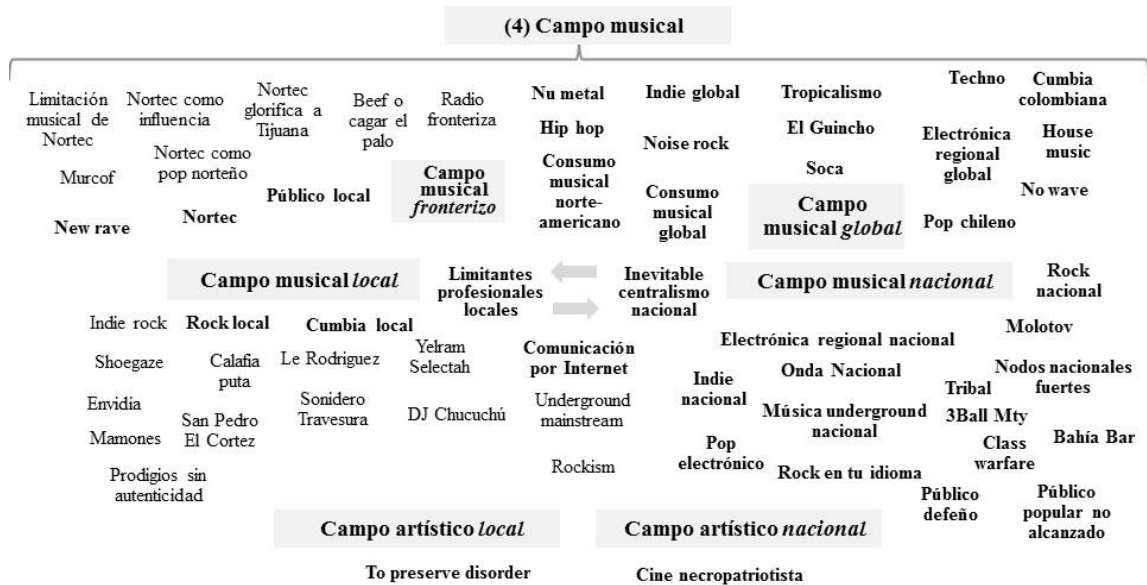 (4) Campo musical
Limitación
musical de
Nortec
Nortec como
influencia
Nortec
glorifica a
Tijuana
Beef o
cagar el
palo
Radio
fronteriza
Murcof
Nortec como
pop norteño
Público local
Campo
musical
fronterizo
New rave
Nortec
Nu metal
Hip hop
Consumo
musical
norte-
americano
Indie global
Noise rock
Consumo
musical
global
Tropicalismo
El Guincho
Soca
Campo
musical global
Techno
Cumbia
colombiana
Electrónica
regional
global
House
music
No wave
Pop chileno
Campo musical local
Limitantes
profesionales
locales
Inevitable
centralismo
nacional
Campo musical nacional
Rock
nacional
Indie rock
Rock local
Cumbia local
Shoegaze
Calafia
puta
Le Rodriguez
Yelram
Selectah
Envidia
Mamones
San Pedro
El Cortez
Sonidero
Travesura
DJ Chucuchú
Prodigios sin
autenticidad
Comunicación
por Internet
Underground
mainstream
Rockism
Electrónica regional nacional
Molotov
Indie
nacional
Onda Nacional
Tribal
Nodos nacionales
fuertes
Música underground
nacional
3Ball Mty
Pop
electrónico
Class
warfare
Bahía Bar
Rock en tu idioma
Público
defeño
Público
popular no
alcanzado
Campo artístico local
Campo artístico nacional
To preserve disorder
Cine necropatriotista